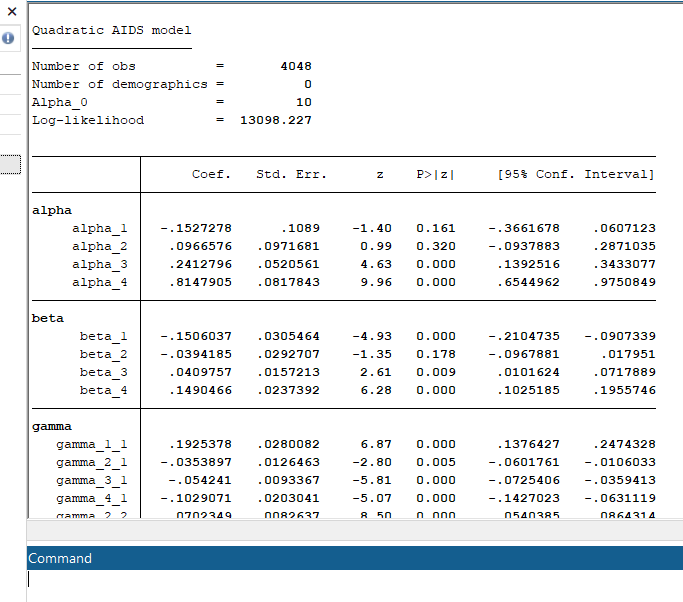 Quadratic AIDS model
Number of obs = 4048
Number of demographics = 0
Alpha_0 = 10
Log-likelihood = 13098.227
Coef. Std. Err. z P>|z| [95% Conf. Interval]
alpha
alpha_1 -.1527278 .1089 -1.40 0.161 -.3661678 .0607123
alpha_2 .0966576 .0971681 0.99 0.320 -.0937883 .2871035
alpha_3 .2412796 .0520561 4.63 0.000 .1392516 .3433077
alpha_4 .8147905 .0817843 9.96 0.000 .6544962 .9750849
beta
beta_1 -.1506037 .0305464 -4.93 0.000 -.2104735 -.0907339
beta_2 -.0394185 .0292707 -1.35 0.178 -.0967881 .017951
beta_3 .0409757 .0157213 2.61 0.009 .0101624 .0717889
beta_4 .1490466 .0237392 6.28 0.000 .1025185 .1955746
gamma
gamma_1_1 .1925378 .0280082 6.87 0.000 .1376427 .2474328
gamma_2_1 -.0353897 .0126463 -2.80 0.005 -.0601761 -.0106033
gamma_3_1 -.054241 .0093367 -5.81 0.000 -.0725406 -.0359413
gamma_4_1 -.1029071 .0203041 -5.07 0.000 -.1427023 -.0631119
gamma_2_2 .0702349 .0082637 8.50 0.000 .0540385 .0864314
Command